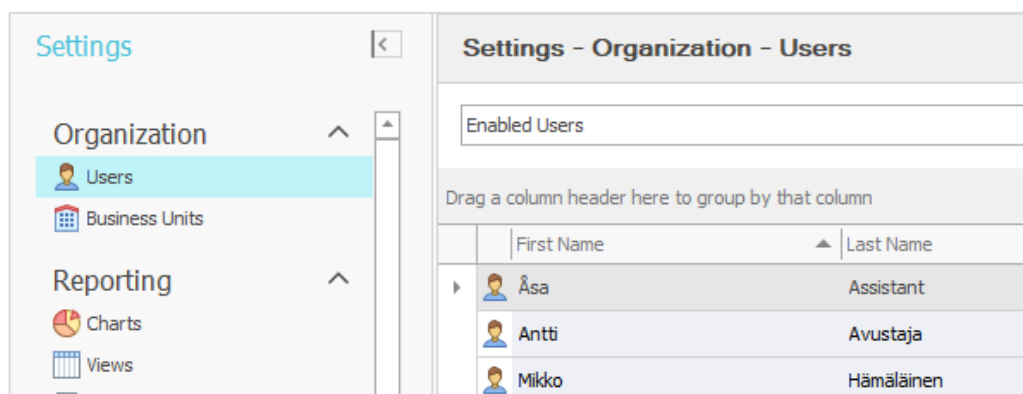 Settings
Organization
Users
Business Units
Reporting
Charts
Views
Settings - Organization - Users
Enabled Users
Drag a column header here to group by that column
First Name Last Name
Åsa Assistant
Antti Avustaja
Mikko Hämäläinen